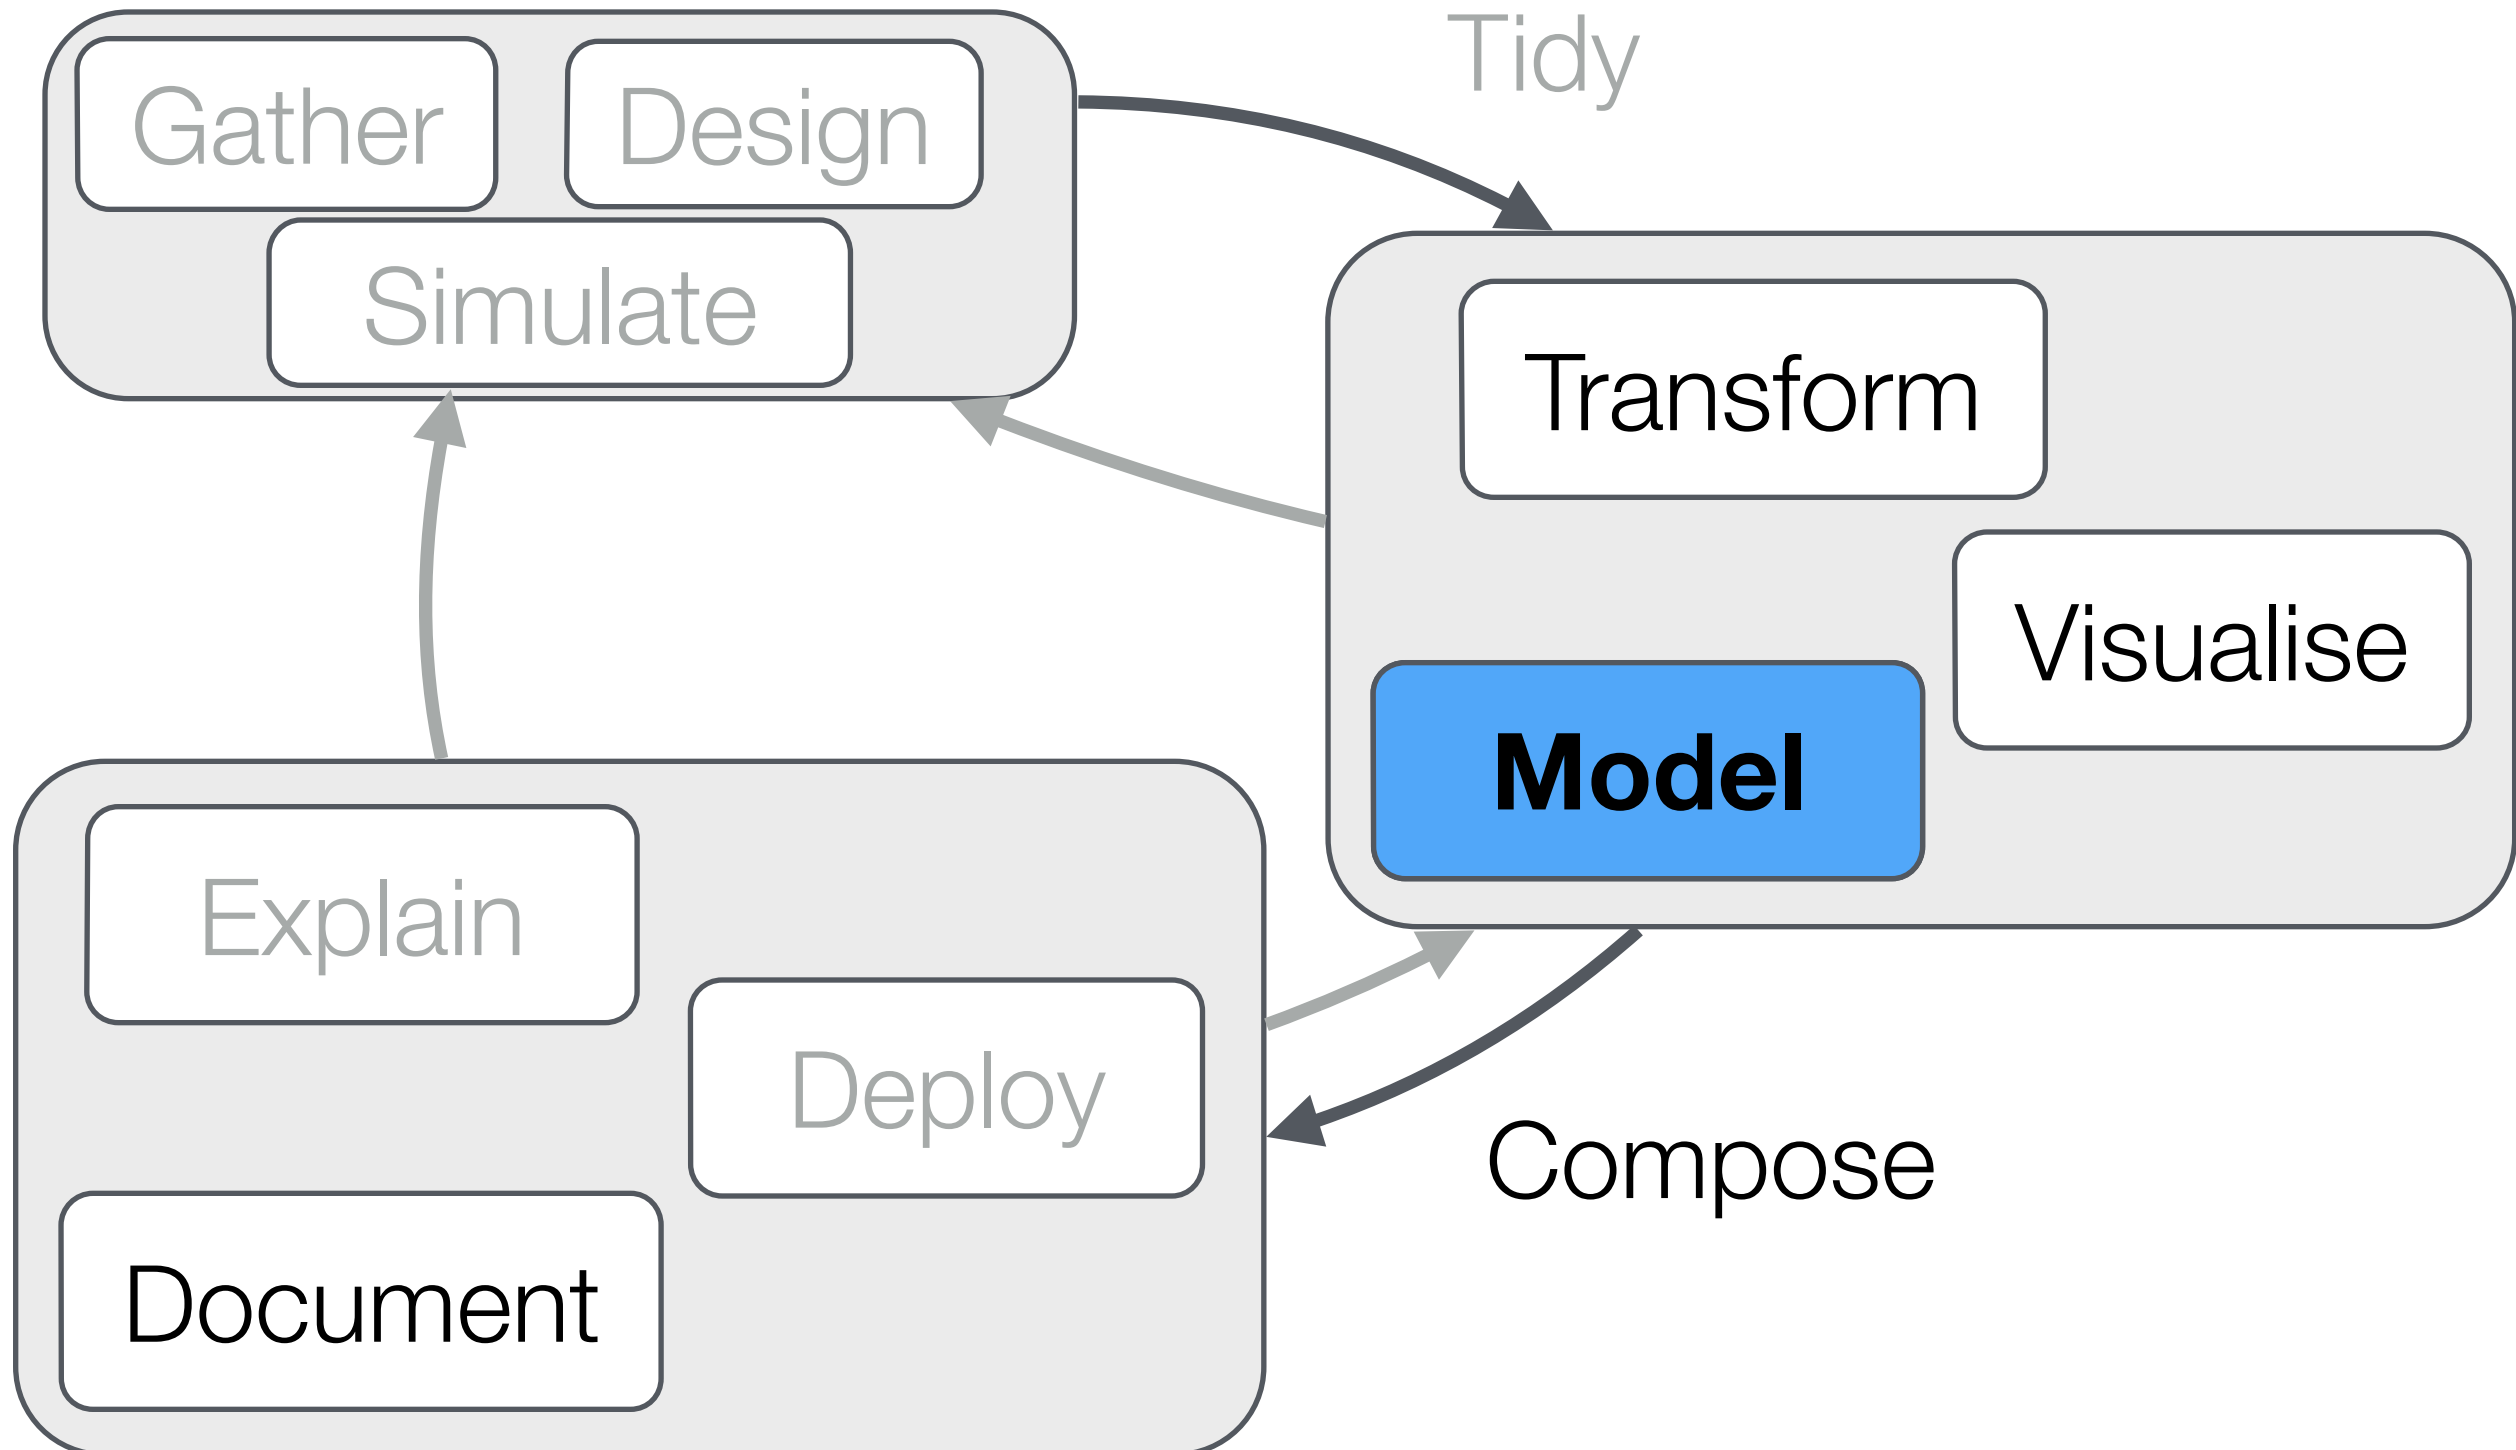 Tidy
Gather
Design
Simulate
Transform
Visualise
Model
Explain
Deploy
Compose
Document